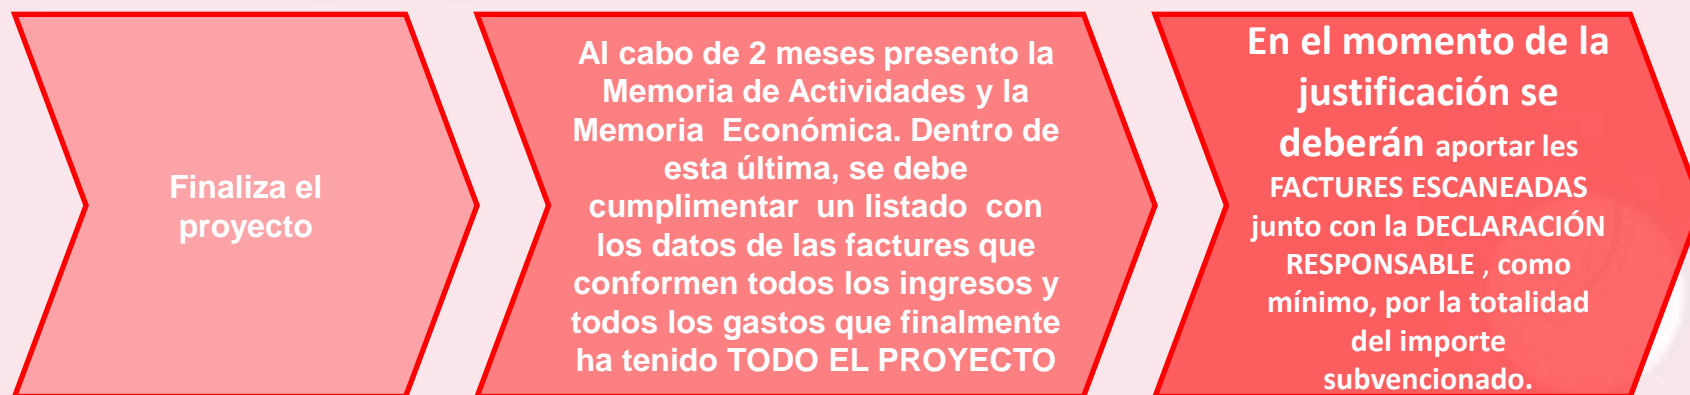 Finaliza el
proyecto
Al cabo de 2 meses presento la
Memoria de Actividades y la
Memoria Económica. Dentro de
esta última, se debe
cumplimentar un listado con
los datos de las factures que
conformen todos los ingresos y
todos los gastos que finalmente
ha tenido TODO EL PROYECTO
En el momento de la
justificación se
deberán aportar les
FACTURES ESCANEADAS
junto con la DECLARACIÓN
RESPONSABLE , como
mínimo, por la totalidad
del importe
subvencionado.